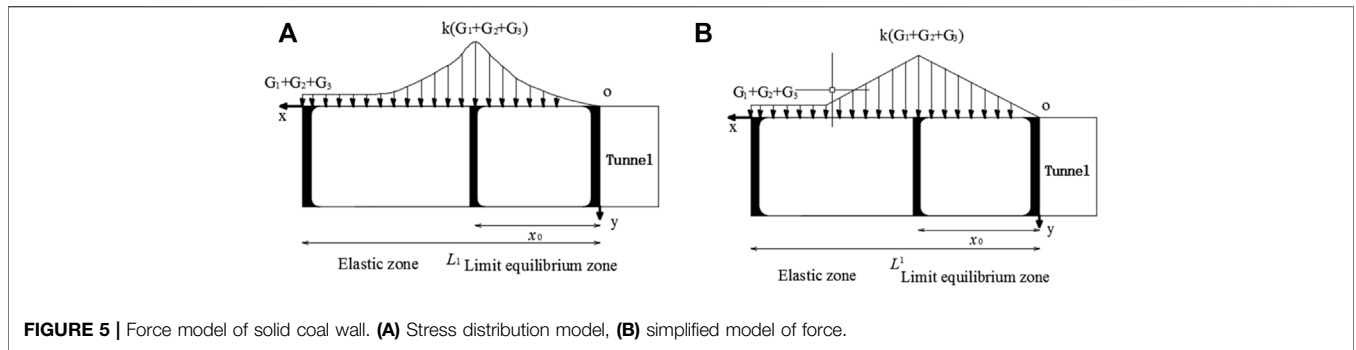 A
k(G₁+G₂+G₃)
G₁+G₂+G₃
o
x
Tunnel
y
x₀
L₁
Elastic zone
Limit equilibrium zone
B
k(G₁+G₂+G₃)
G₁+G₂+G₃
o
x
Tunnel
y
x₀
L¹
Elastic zone
Limit equilibrium zone
FIGURE 5 | Force model of solid coal wall. (A) Stress distribution model, (B) simplified model of force.